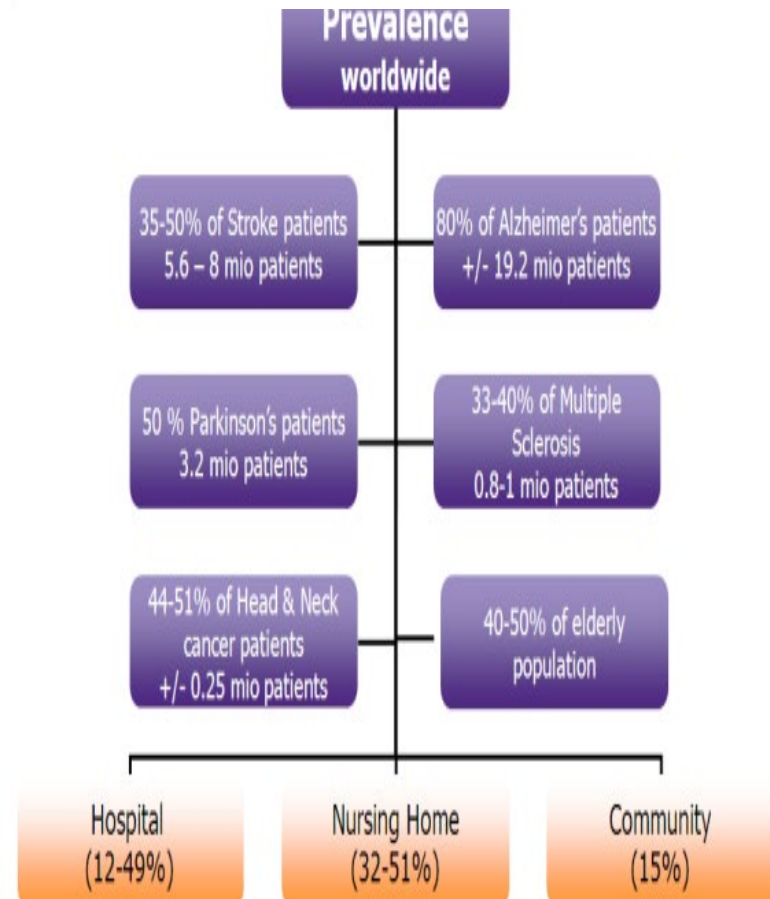 Prevalence
worldwide
35-50% of Stroke patients
5.6 – 8 mio patients
80% of Alzheimer's patients
+/- 19.2 mio patients
50 % Parkinson's patients
3.2 mio patients
33-40% of Multiple
Sclerosis
0.8-1 mio patients
44-51% of Head & Neck
cancer patients
+/- 0.25 mio patients
40-50% of elderly
population
Hospital
(12-49%)
Nursing Home
(32-51%)
Community
(15%)